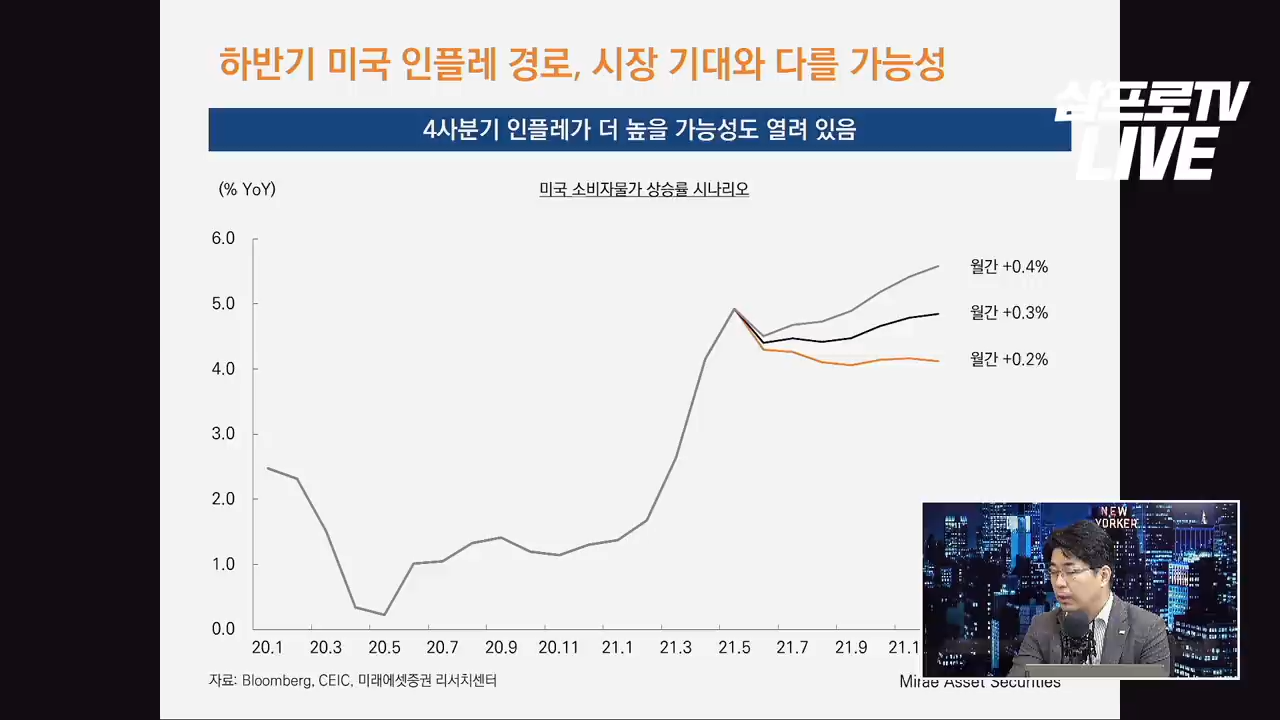 하반기 미국 인플레 경로, 시장 기대와 다를 가능성
삼프로TV
LIVE
4사분기 인플레가 더 높을 가능성도 열려 있음
(% YoY)
미국 소비자물가 상승률 시나리오
6.0
5.0
4.0
3.0
2.0
1.0
0.0
월간 +0.4%
월간 +0.3%
월간 +0.2%
20.1 20.3 20.5 20.7 20.9 20.11 21.1 21.3 21.5 21.7 21.9 21.1
NEW
YORKER
자료: Bloomberg, CEIC, 미래에셋증권 리서치센터
Mirae Asset Securities